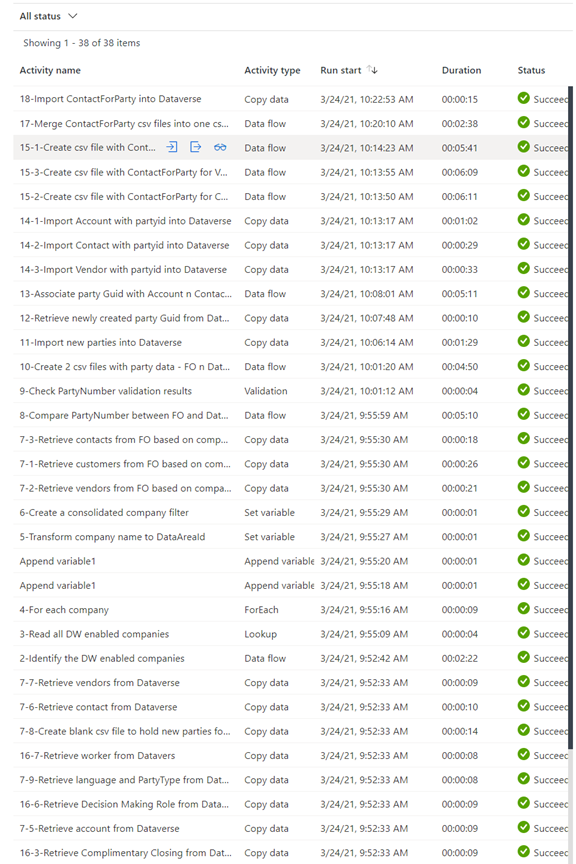 All status
Showing 1 - 38 of 38 items
Activity name Activity type Run start Duration Status
18-Import ContactForParty into Dataverse Copy data 3/24/21, 10:22:53 AM 00:00:15 Succeed
17-Merge ContactForParty csv files into one cs... Data flow 3/24/21, 10:20:10 AM 00:02:38 Succeed
15-1-Create csv file with Cont... Data flow 3/24/21, 10:14:23 AM 00:05:41 Succeed
15-3-Create csv file with ContactForParty for V... Data flow 3/24/21, 10:13:55 AM 00:06:09 Succeed
15-2-Create csv file with ContactForParty for C... Data flow 3/24/21, 10:13:50 AM 00:06:11 Succeed
14-1-Import Account with partyid into Dataverse Copy data 3/24/21, 10:13:17 AM 00:01:02 Succeed
14-2-Import Contact with partyid into Dataverse Copy data 3/24/21, 10:13:17 AM 00:00:29 Succeed
14-3-Import Vendor with partyid into Dataverse Copy data 3/24/21, 10:13:17 AM 00:00:33 Succeed
13-Associate party Guid with Account n Contac... Data flow 3/24/21, 10:08:01 AM 00:05:11 Succeed
12-Retrieve newly created party Guid from Dat... Copy data 3/24/21, 10:07:48 AM 00:00:10 Succeed
11-Import new parties into Dataverse Copy data 3/24/21, 10:06:14 AM 00:01:29 Succeed
10-Create 2 csv files with party data - FO n Dat... Data flow 3/24/21, 10:01:20 AM 00:04:50 Succeed
9-Check PartyNumber validation results Validation 3/24/21, 10:01:12 AM 00:00:04 Succeed
8-Compare PartyNumber between FO and Dat... Data flow 3/24/21, 9:55:59 AM 00:05:10 Succeed
7-3-Retrieve contacts from FO based on comp... Copy data 3/24/21, 9:55:30 AM 00:00:18 Succeed
7-1-Retrieve customers from FO based on com... Copy data 3/24/21, 9:55:30 AM 00:00:26 Succeed
7-2-Retrieve vendors from FO based on compa... Copy data 3/24/21, 9:55:30 AM 00:00:21 Succeed
6-Create a consolidated company filter Set variable 3/24/21, 9:55:29 AM 00:00:01 Succeed
5-Transform company name to DataAreaId Set variable 3/24/21, 9:55:27 AM 00:00:01 Succeed
Append variable1 Append variable 3/24/21, 9:55:20 AM 00:00:01 Succeed
Append variable1 Append variable 3/24/21, 9:55:18 AM 00:00:01 Succeed
4-For each company ForEach 3/24/21, 9:55:16 AM 00:00:09 Succeed
3-Read all DW enabled companies Lookup 3/24/21, 9:55:09 AM 00:00:04 Succeed
2-Identify the DW enabled companies Data flow 3/24/21, 9:52:42 AM 00:02:22 Succeed
7-7-Retrieve vendors from Dataverse Copy data 3/24/21, 9:52:33 AM 00:00:09 Succeed
7-6-Retrieve contact from Dataverse Copy data 3/24/21, 9:52:33 AM 00:00:10 Succeed
7-8-Create blank csv file to hold new parties fo... Copy data 3/24/21, 9:52:33 AM 00:00:14 Succeed
16-7-Retrieve worker from Datavers Copy data 3/24/21, 9:52:33 AM 00:00:08 Succeed
7-9-Retrieve language and PartyType from Dat... Copy data 3/24/21, 9:52:33 AM 00:00:08 Succeed
16-6-Retrieve Decision Making Role from Data... Copy data 3/24/21, 9:52:33 AM 00:00:09 Succeed
7-5-Retrieve account from Dataverse Copy data 3/24/21, 9:52:33 AM 00:00:09 Succeed
16-3-Retrieve Complimentary Closing from Dat... Copy data 3/24/21, 9:52:33 AM 00:00:09 Succeed